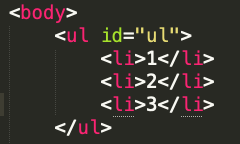 <body>
<ul id="ul">
<li>1</li>
<li>2</li>
<li>3</li>
</ul>